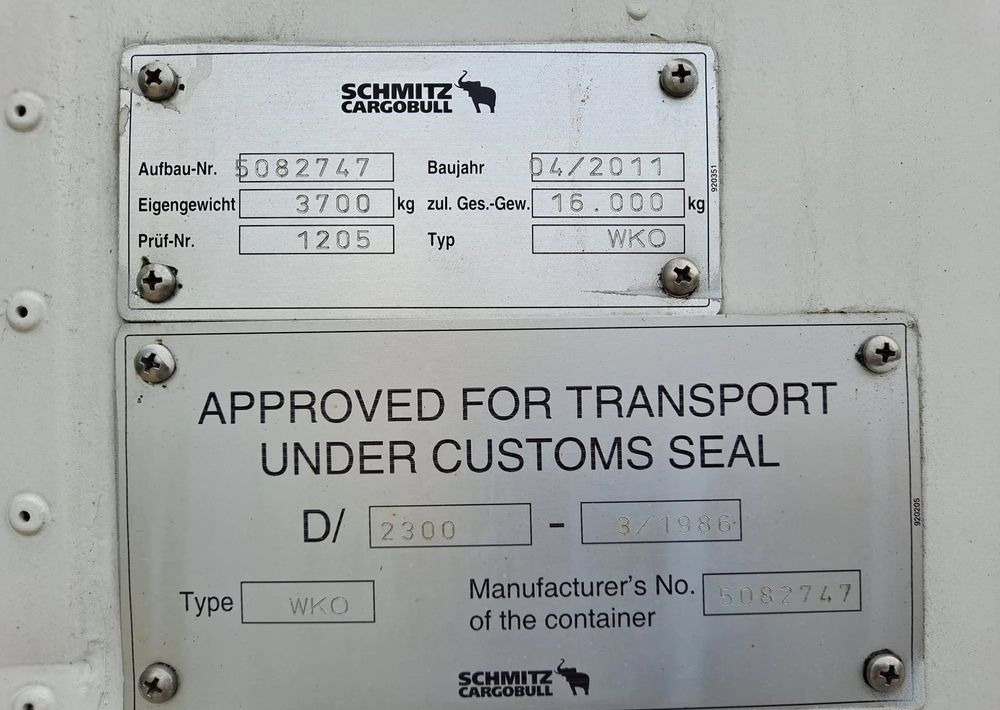 SCHMITZ
CARGOBULL
Aufbau-Nr. 5082747 Baujahr 04/2011
Eigengewicht 3700 kg zul. Ges.-Gew. 16.000 kg
Prüf-Nr. 1205 Typ WKO
920351
APPROVED FOR TRANSPORT
UNDER CUSTOMS SEAL
D/ 2300 - 3/1986
Type WKO Manufacturer's No. 5082747
of the container
920205
SCHMITZ
CARGOBULL